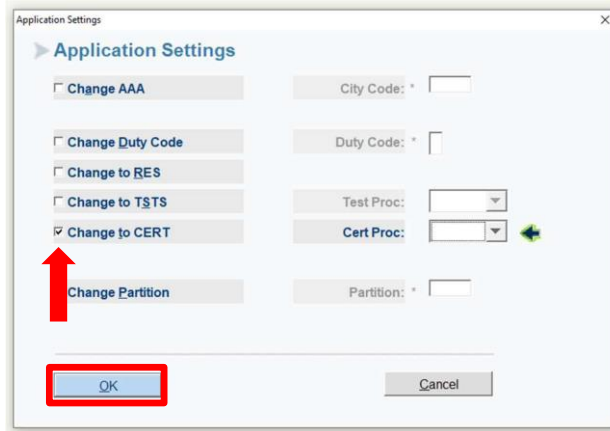 Application Settings
Application Settings
Change AAA City Code: *
Change Duty Code Duty Code: *
Change to RES
Change to TSTS Test Proc:
Change to CERT Cert Proc:
Change Partition Partition: *
OK Cancel